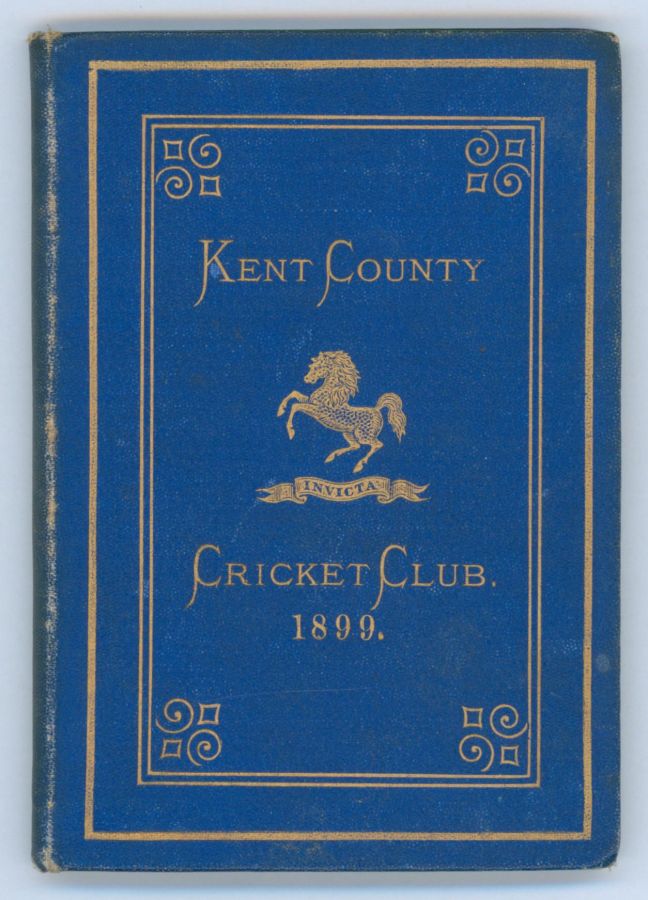 KENT COUNTY
INVICTA
CRICKET CLUB.
1899.